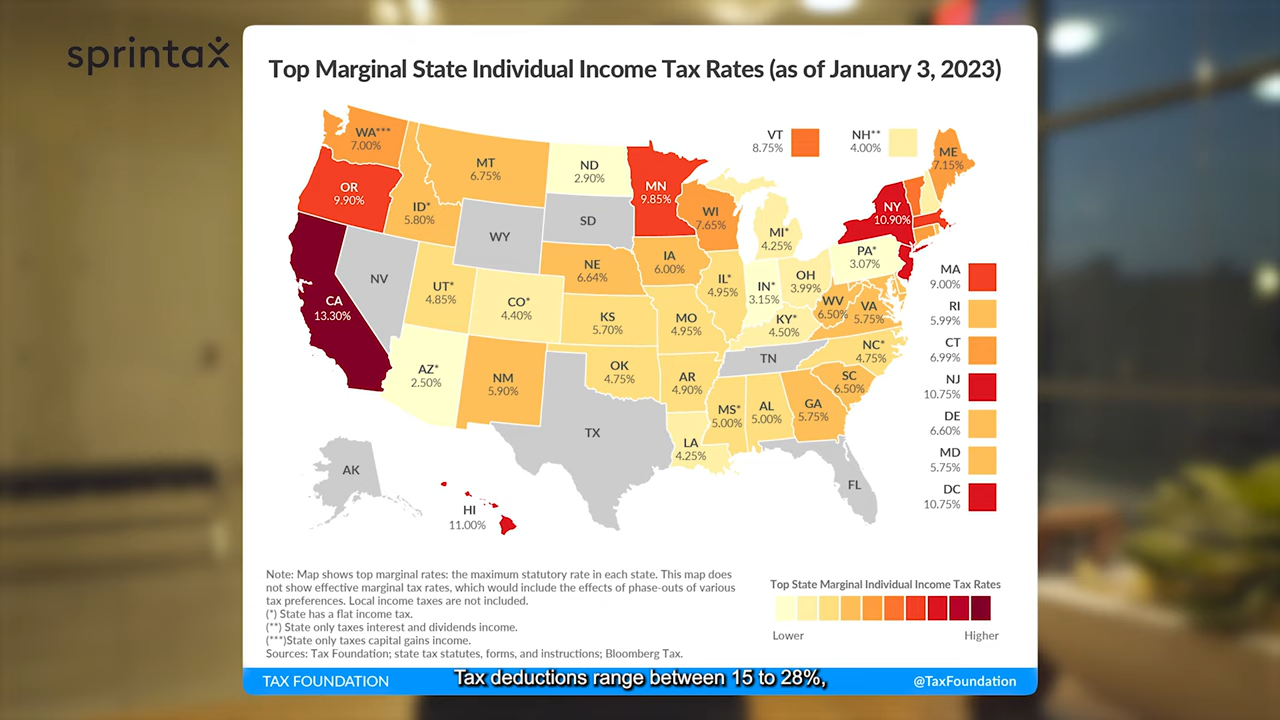 sprintax
Top Marginal State Individual Income Tax Rates (as of January 3, 2023)
WA***
7.00%
OR
9.90%
CA
13.30%
NV
ID*
5.80%
MT
6.75%
WY
UT*
4.85%
AZ*
2.50%
CO*
4.40%
NM
5.90%
ND
2.90%
SD
NE
6.64%
KS
5.70%
OK
4.75%
TX
MN
9.85%
IA
6.00%
MO
4.95%
AR
4.90%
LA
4.25%
WI
7.65%
IL*
4.95%
MI*
4.25%
IN*
3.15%
OH
3.99%
KY*
4.50%
TN
MS*
5.00%
AL
5.00%
GA
5.75%
FL
SC
6.50%
NC*
4.75%
VA
5.75%
WV
6.50%
PA*
3.07%
NY
10.90%
ME
7.15%
VT
8.75%
NH**
4.00%
MA
9.00%
RI
5.99%
CT
6.99%
NJ
10.75%
DE
6.60%
MD
5.75%
DC
10.75%
AK
HI
11.00%
Note: Map shows top marginal rates: the maximum statutory rate in each state. This map does
not show effective marginal tax rates, which would include the effects of phase-outs of various
tax preferences. Local income taxes are not included.
(*) State has a flat income tax.
(**) State only taxes interest and dividends income.
(***)State only taxes capital gains income.
Sources: Tax Foundation; state tax statutes, forms, and instructions; Bloomberg Tax.
Top State Marginal Individual Income Tax Rates
Lower
Higher
TAX FOUNDATION
@TaxFoundation
Tax deductions range between 15 to 28%,